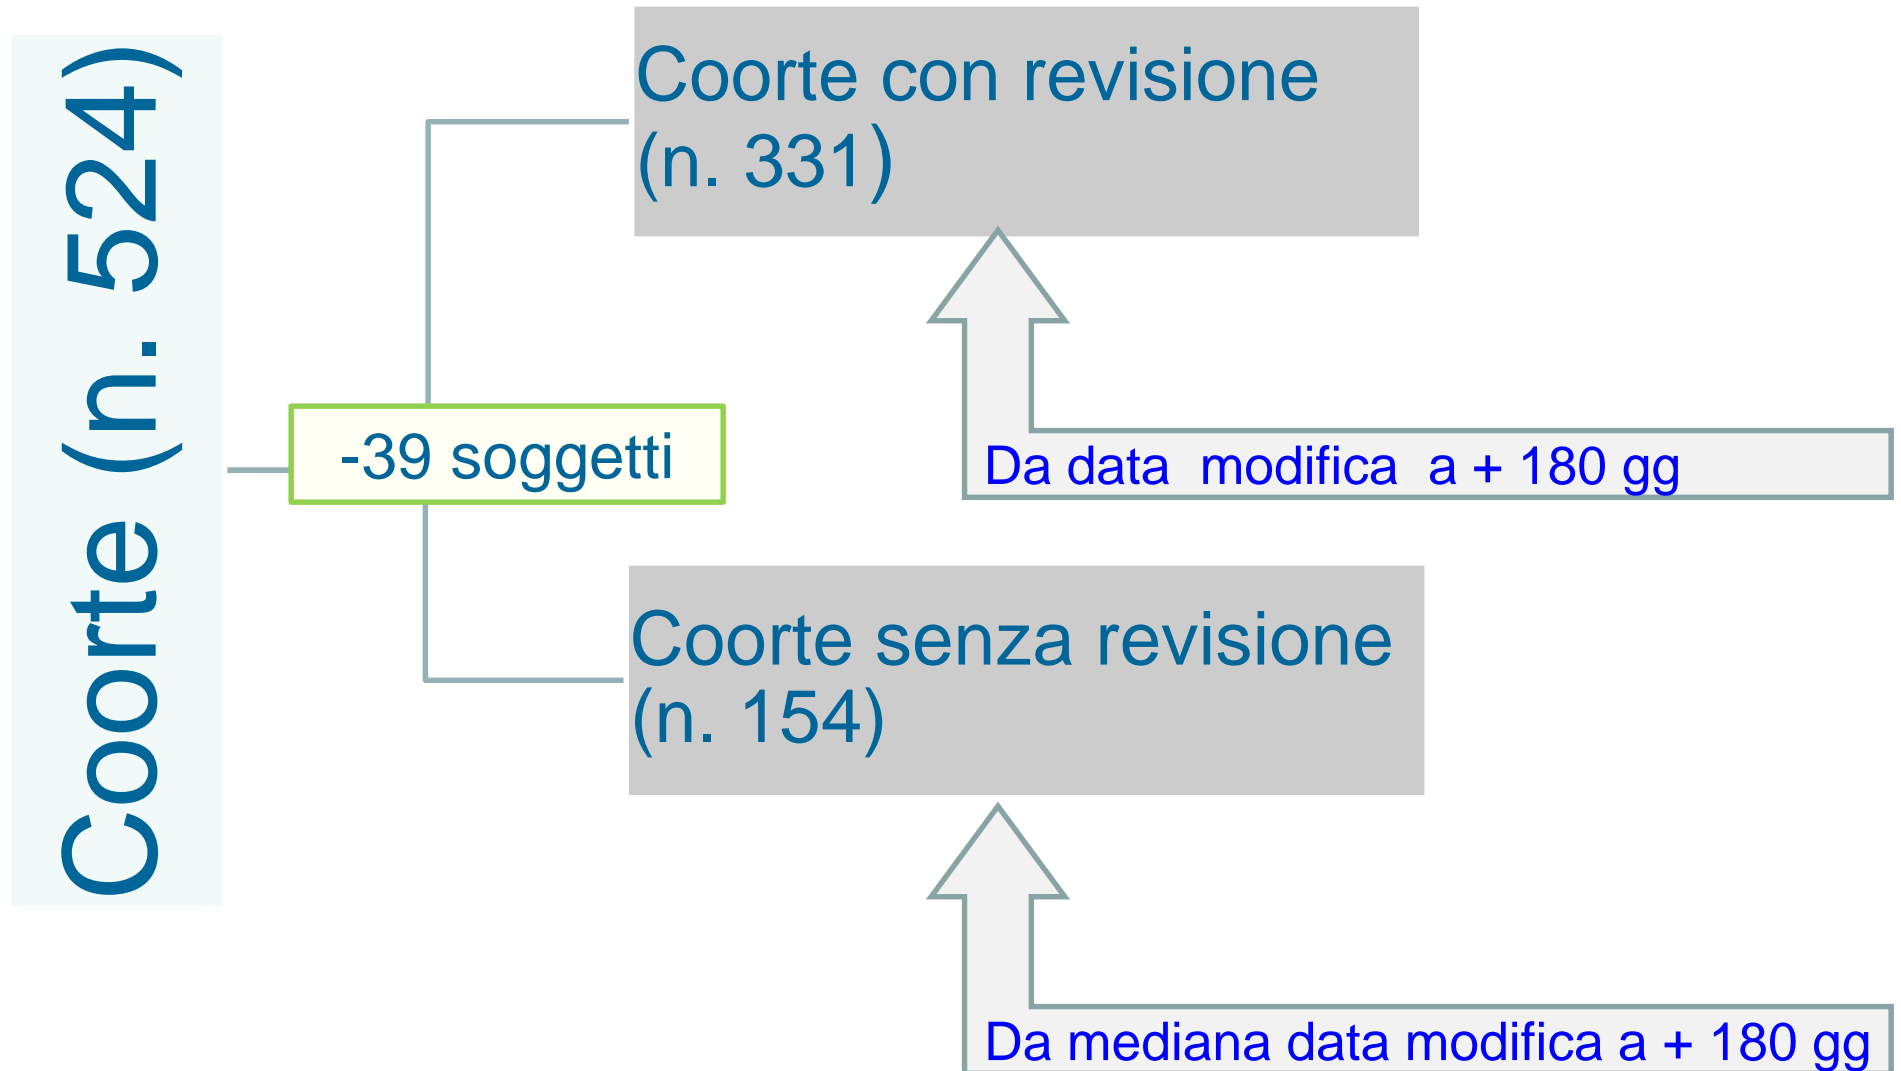 Coorte (n. 524)
Coorte con revisione
(n. 331)
-39 soggetti
Da data modifica a + 180 gg
Coorte senza revisione
(n. 154)
Da mediana data modifica a + 180 gg